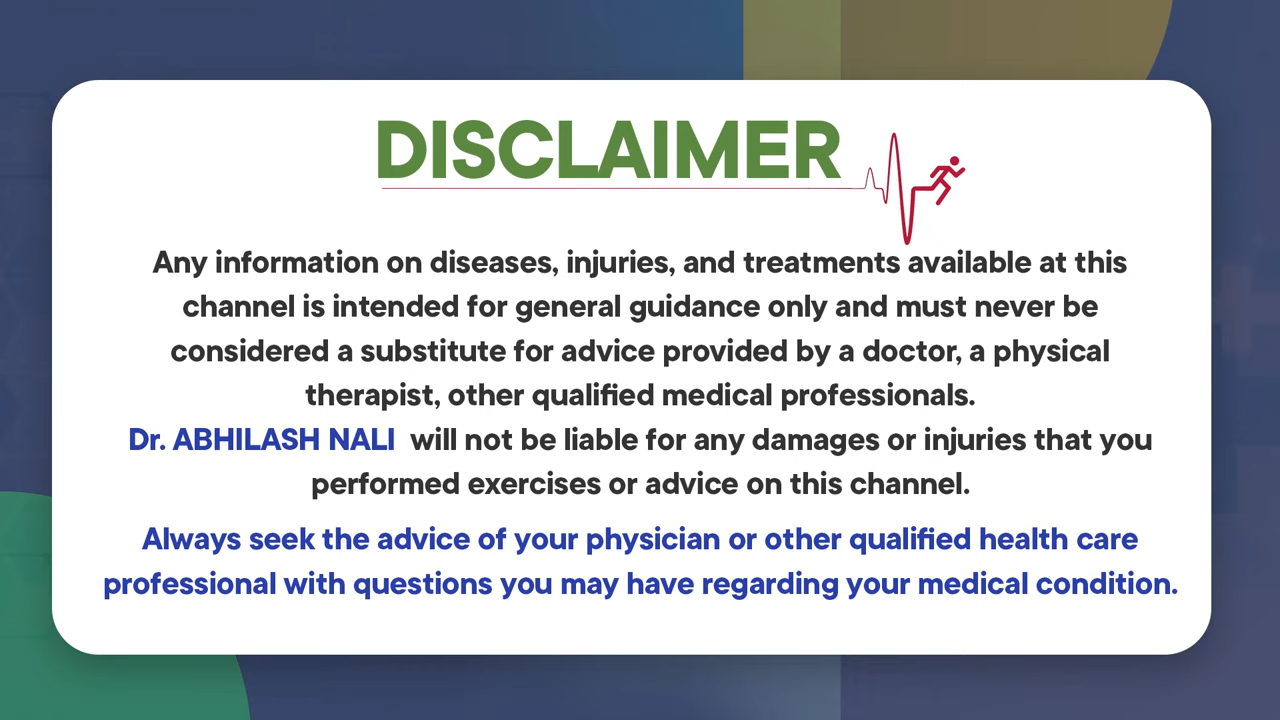 DISCLAIMER
Any information on diseases, injuries, and treatments available at this
channel is intended for general guidance only and must never be
considered a substitute for advice provided by a doctor, a physical
therapist, other qualified medical professionals.
Dr. ABHILASH NALI will not be liable for any damages or injuries that you
performed exercises or advice on this channel.
Always seek the advice of your physician or other qualified health care
professional with questions you may have regarding your medical condition.